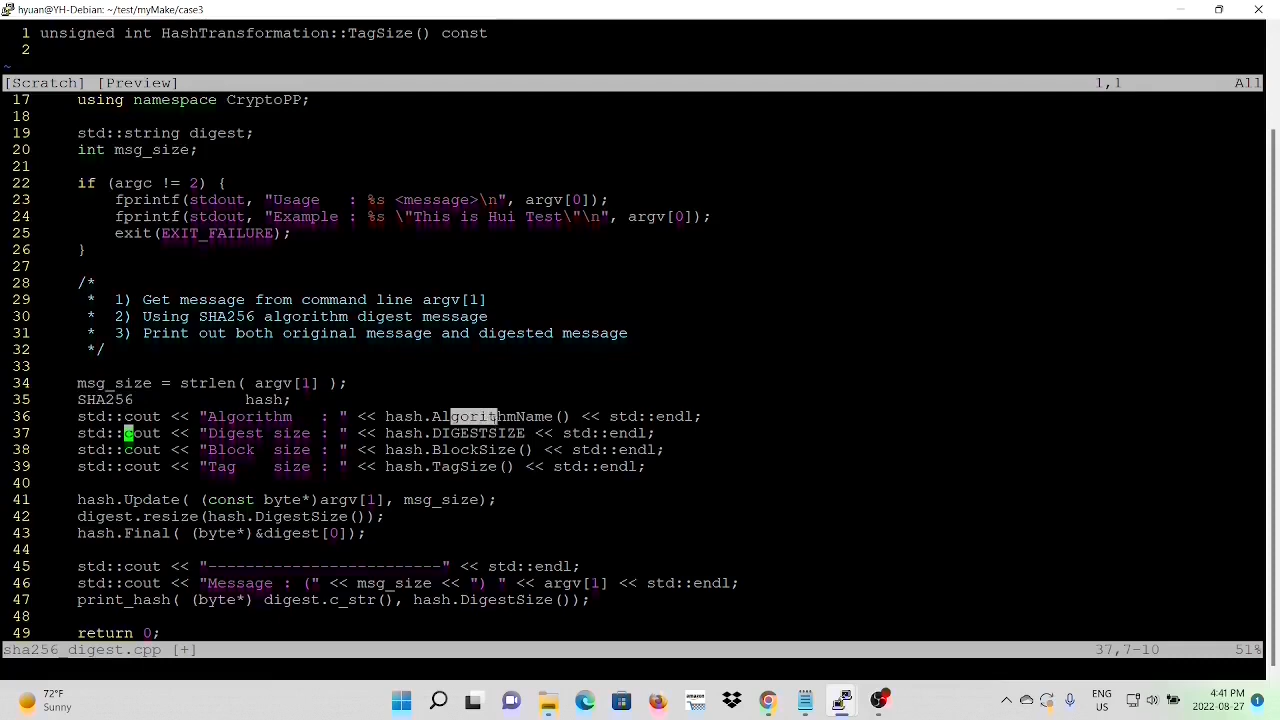 hyuan@YH-Debian: ~/test/myMake/case3
1 unsigned int HashTransformation::TagSize() const
2
~
[Scratch] [Preview] 1,1 All
17 using namespace CryptoPP;
18
19 std::string digest;
20 int msg_size;
21
22 if (argc != 2) {
23 fprintf(stdout, "Usage   : %s <message>\n", argv[0]);
24 fprintf(stdout, "Example : %s \"This is Hui Test\"\n", argv[0]);
25 exit(EXIT_FAILURE);
26 }
27
28 /*
29 * 1) Get message from command line argv[1]
30 * 2) Using SHA256 algorithm digest message
31 * 3) Print out both original message and digested message
32 */
33
34 msg_size = strlen( argv[1] );
35 SHA256            hash;
36 std::cout << "Algorithm   : " << hash.AlgorithmName() << std::endl;
37 std::cout << "Digest size : " << hash.DIGESTSIZE << std::endl;
38 std::cout << "Block  size : " << hash.BlockSize() << std::endl;
39 std::cout << "Tag    size : " << hash.TagSize() << std::endl;
40
41 hash.Update( (const byte*)argv[1], msg_size);
42 digest.resize(hash.DigestSize());
43 hash.Final( (byte*)&digest[0]);
44
45 std::cout << "-------------------------" << std::endl;
46 std::cout << "Message : (" << msg_size << ") " << argv[1] << std::endl;
47 print_hash( (byte*) digest.c_str(), hash.DigestSize());
48
49 return 0;
sha256_digest.cpp [+] 37,7-10 51%
72°F
Sunny
amazon
ENG
US
4:41 PM
2022-08-27
1